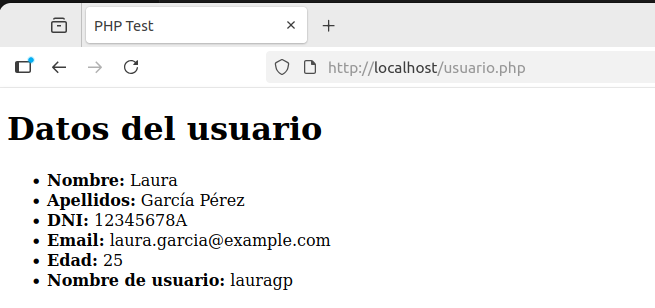 PHP Test
http://localhost/usuario.php
Datos del usuario
Nombre: Laura
Apellidos: García Pérez
DNI: 12345678A
Email: laura.garcia@example.com
Edad: 25
Nombre de usuario: lauragp